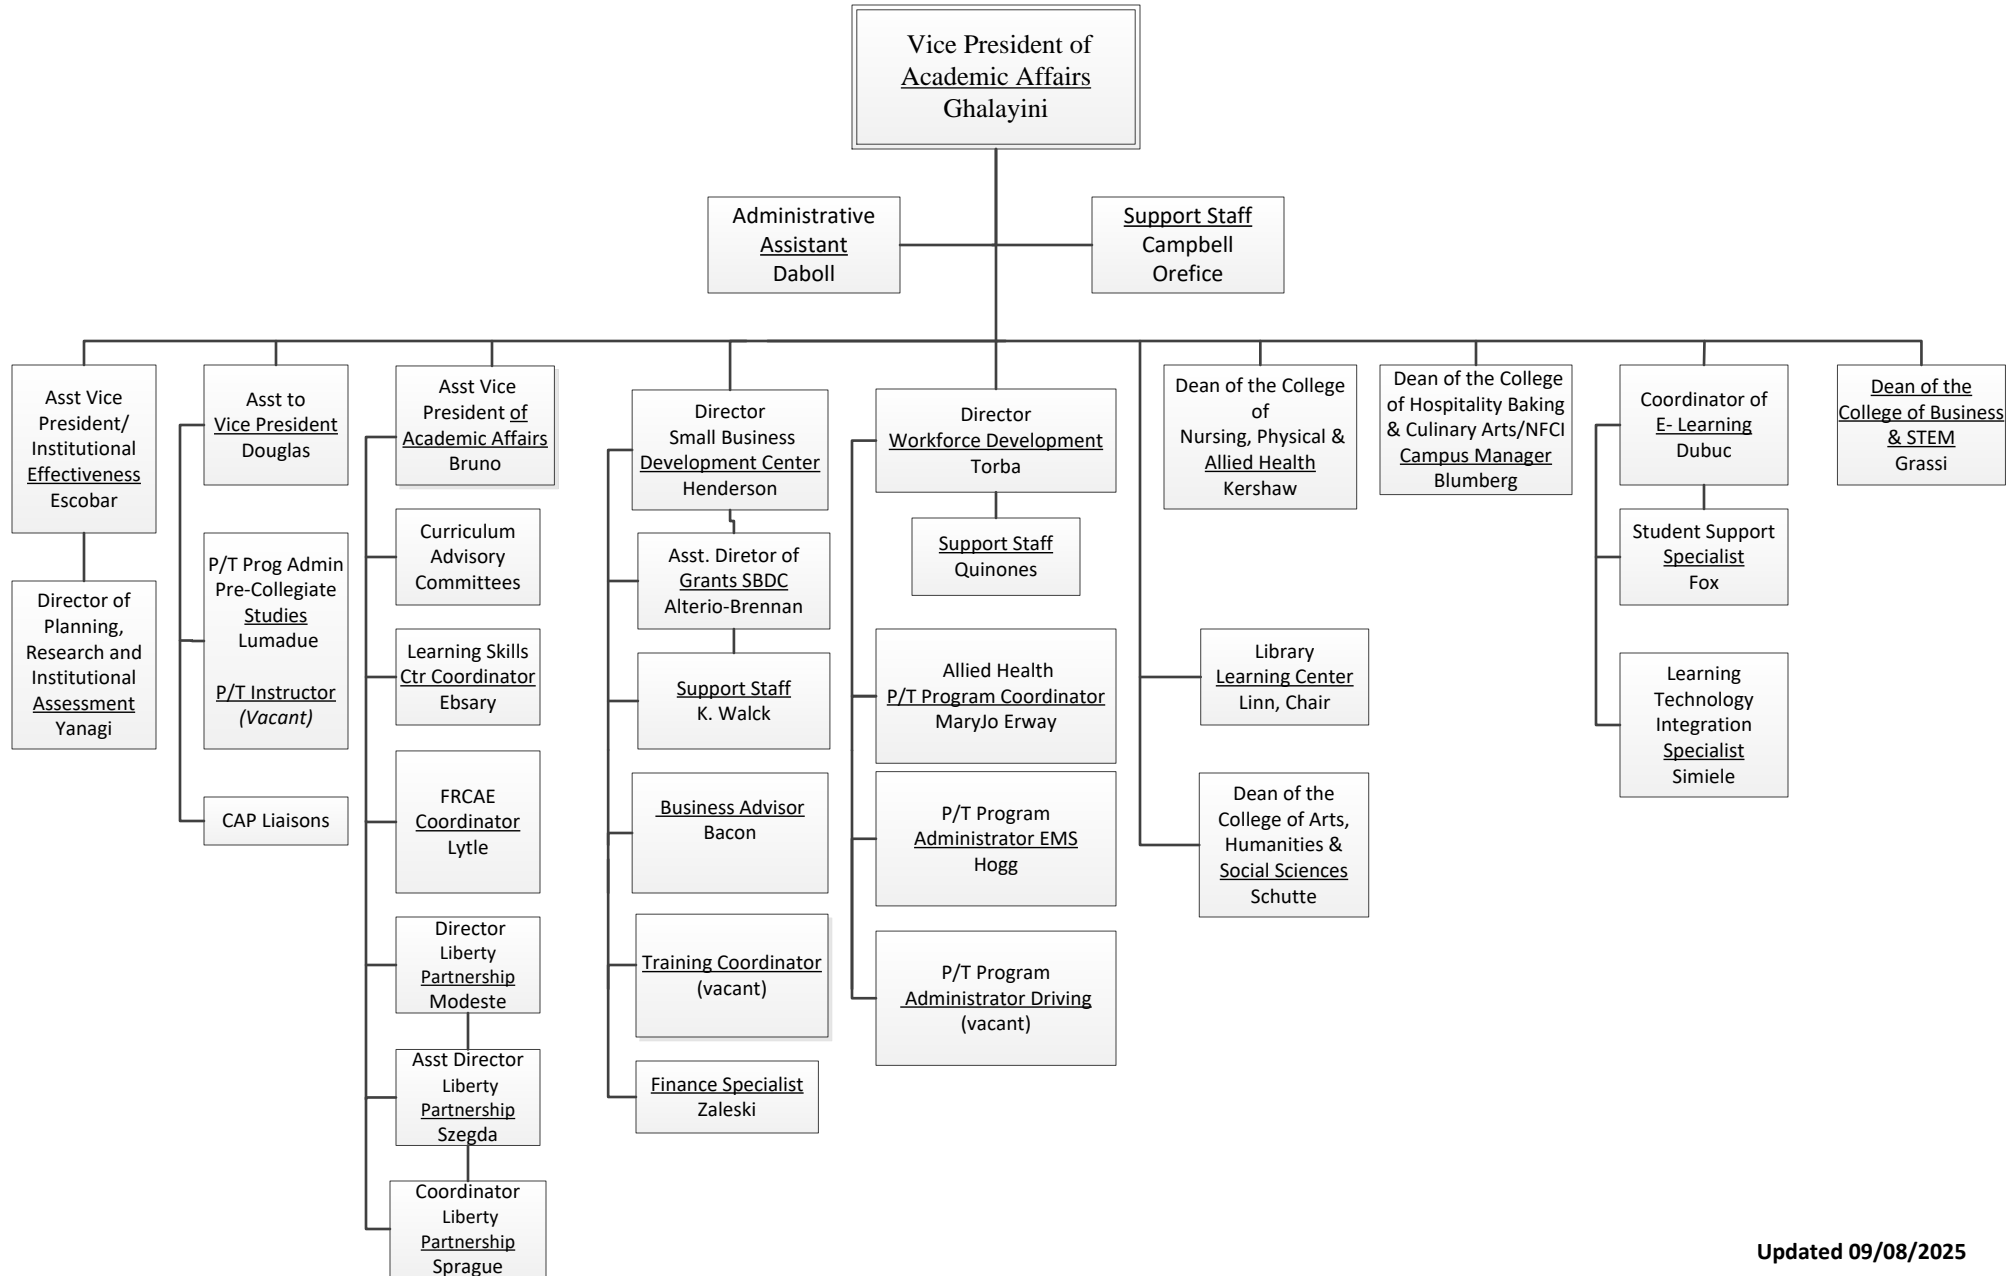 Vice President of
Academic Affairs
Ghalayini
Administrative
Assistant
Daboll
Support Staff
Campbell
Orefice
Asst Vice
President/
Institutional
Effectiveness
Escobar
Director of
Planning,
Research and
Institutional
Assessment
Yanagi
Asst to
Vice President
Douglas
P/T Prog Admin
Pre-Collegiate
Studies
Lumadue
P/T Instructor
(Vacant)
CAP Liaisons
Asst Vice
President of
Academic Affairs
Bruno
Curriculum
Advisory
Committees
Learning Skills
Ctr Coordinator
Ebsary
FRCAE
Coordinator
Lytle
Director
Liberty
Partnership
Modeste
Asst Director
Liberty
Partnership
Szegda
Coordinator
Liberty
Partnership
Sprague
Director
Small Business
Development Center
Henderson
Asst. Diretor of
Grants SBDC
Alterio-Brennan
Support Staff
K. Walck
Business Advisor
Bacon
Training Coordinator
(vacant)
Finance Specialist
Zaleski
Director
Workforce Development
Torba
Support Staff
Quinones
Allied Health
P/T Program Coordinator
MaryJo Erway
P/T Program
Administrator EMS
Hogg
P/T Program
Administrator Driving
(vacant)
Dean of the College
of
Nursing, Physical &
Allied Health
Kershaw
Library
Learning Center
Linn, Chair
Dean of the
College of Arts,
Humanities &
Social Sciences
Schutte
Dean of the College
of Hospitality Baking
& Culinary Arts/NFCI
Campus Manager
Blumberg
Coordinator of
E- Learning
Dubuc
Student Support
Specialist
Fox
Learning
Technology
Integration
Specialist
Simiele
Dean of the
College of Business
& STEM
Grassi
Updated 09/08/2025